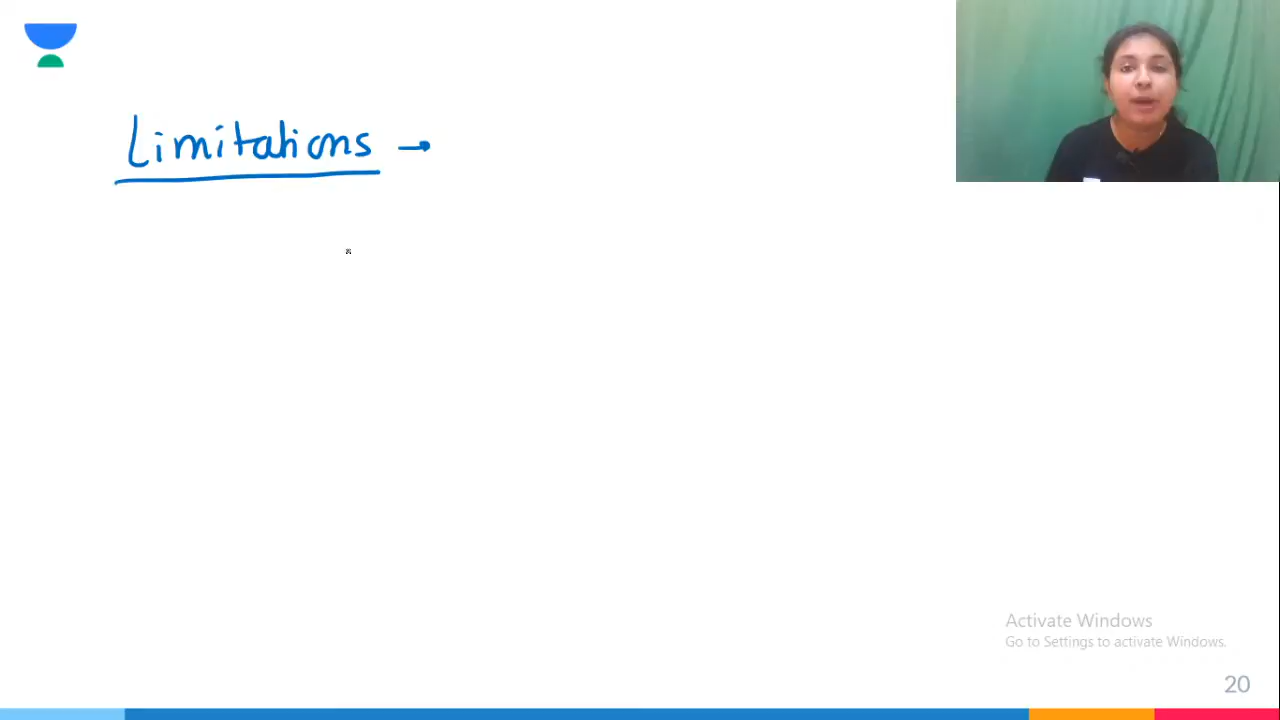 Limitations →
Activate Windows
Go to Settings to activate Windows.
20